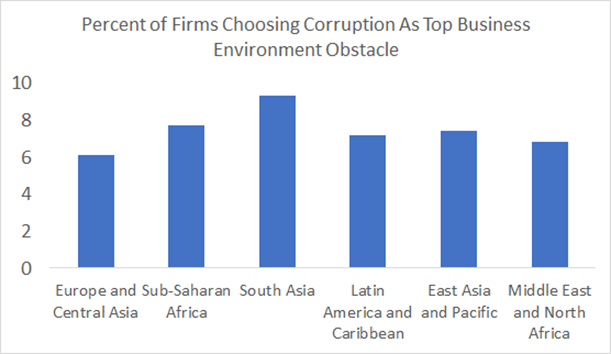 Percent of Firms Choosing Corruption As Top Business
Environment Obstacle
10
8
6
4
2
0
Europe and
Central Asia
Sub-Saharan
Africa
South Asia
Latin
America and
Caribbean
East Asia
and Pacific
Middle East
and North
Africa